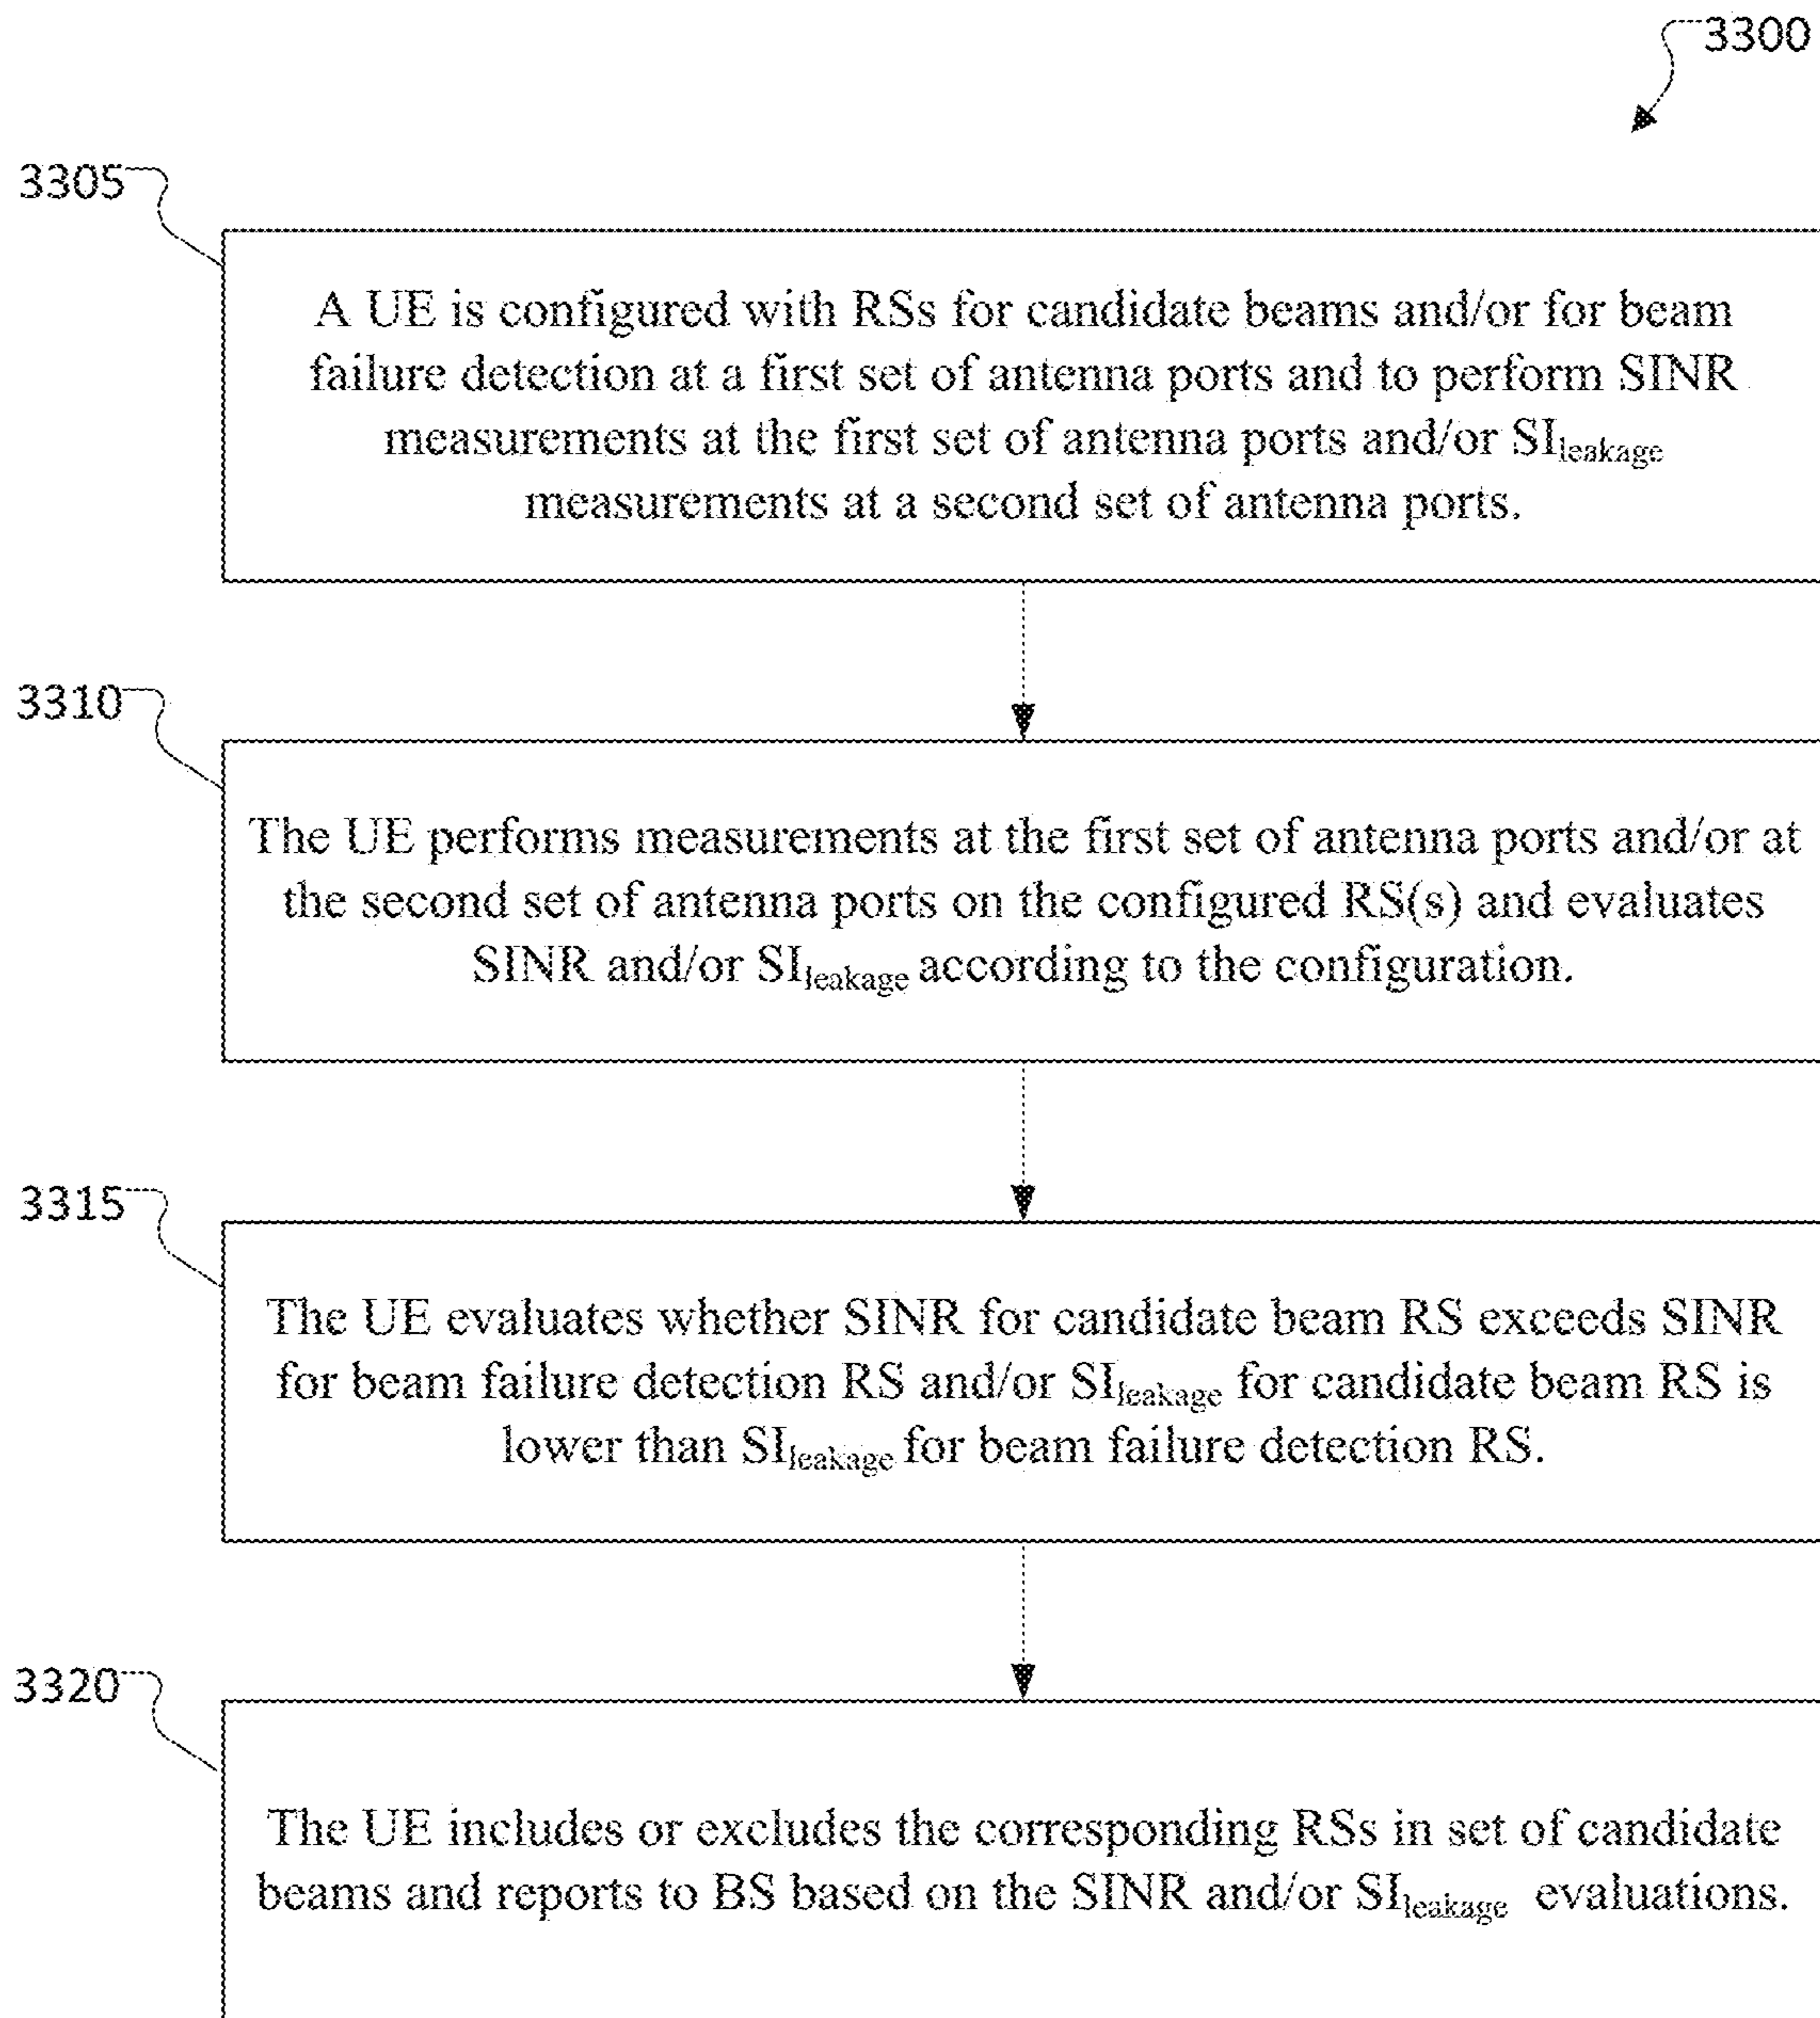 3300
3305
A UE is configured with RSs for candidate beams and/or for beam
failure detection at a first set of antenna ports and to perform SINR
measurements at the first set of antenna ports and/or SIleakage
measurements at a second set of antenna ports.
3310
The UE performs measurements at the first set of antenna ports and/or at
the second set of antenna ports on the configured RS(s) and evaluates
SINR and/or SIleakage according to the configuration.
3315
The UE evaluates whether SINR for candidate beam RS exceeds SINR
for beam failure detection RS and/or SIleakage for candidate beam RS is
lower than SIleakage for beam failure detection RS.
3320
The UE includes or excludes the corresponding RSs in set of candidate
beams and reports to BS based on the SINR and/or SIleakage evaluations.